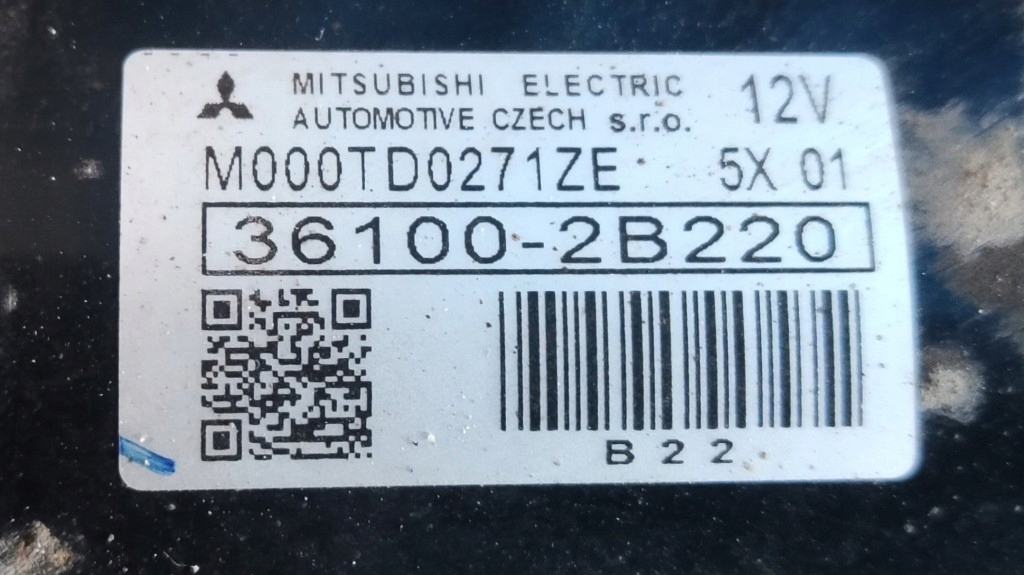 MITSUBISHI ELECTRIC 12V
AUTOMOTIVE CZECH s.r.o.
M000TD0271ZE 5X 01
36100-2B220
B22